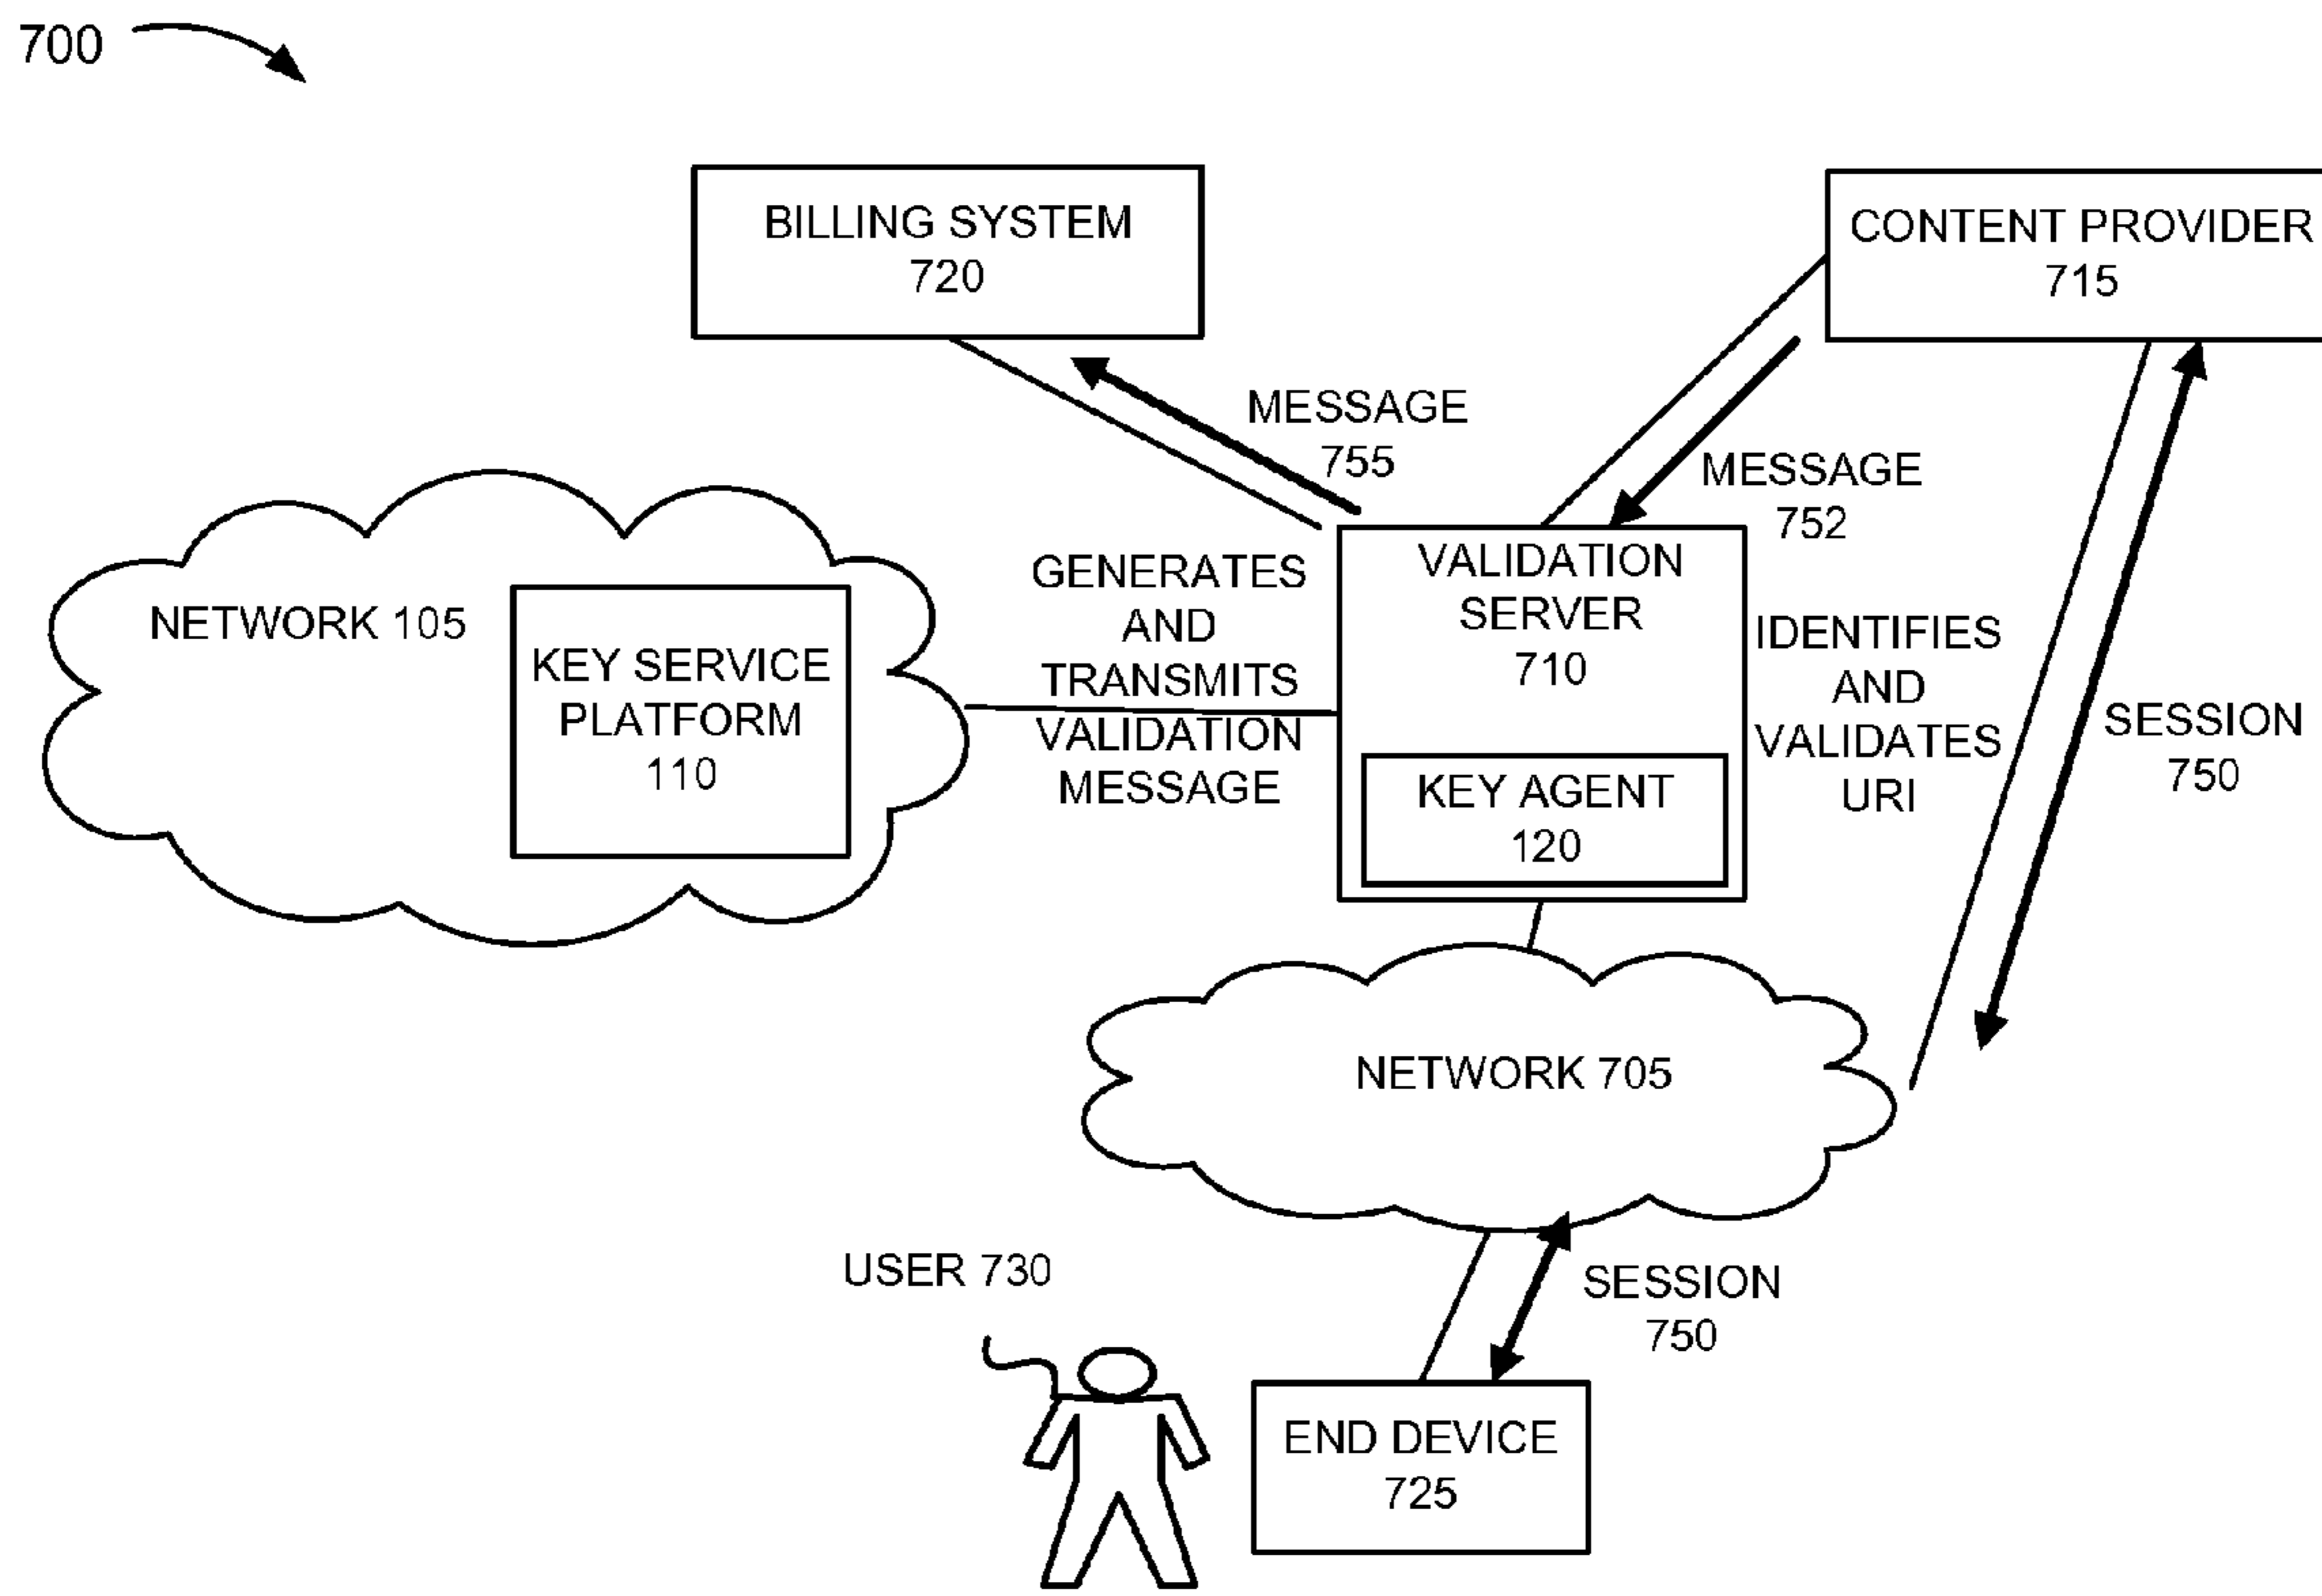 700
BILLING SYSTEM
720
CONTENT PROVIDER
715
MESSAGE
755
MESSAGE
752
NETWORK 105
KEY SERVICE
PLATFORM
110
GENERATES
AND
TRANSMITS
VALIDATION
MESSAGE
VALIDATION
SERVER
710
KEY AGENT
120
IDENTIFIES
AND
VALIDATES
URI
SESSION
750
NETWORK 705
USER 730
SESSION
750
END DEVICE
725